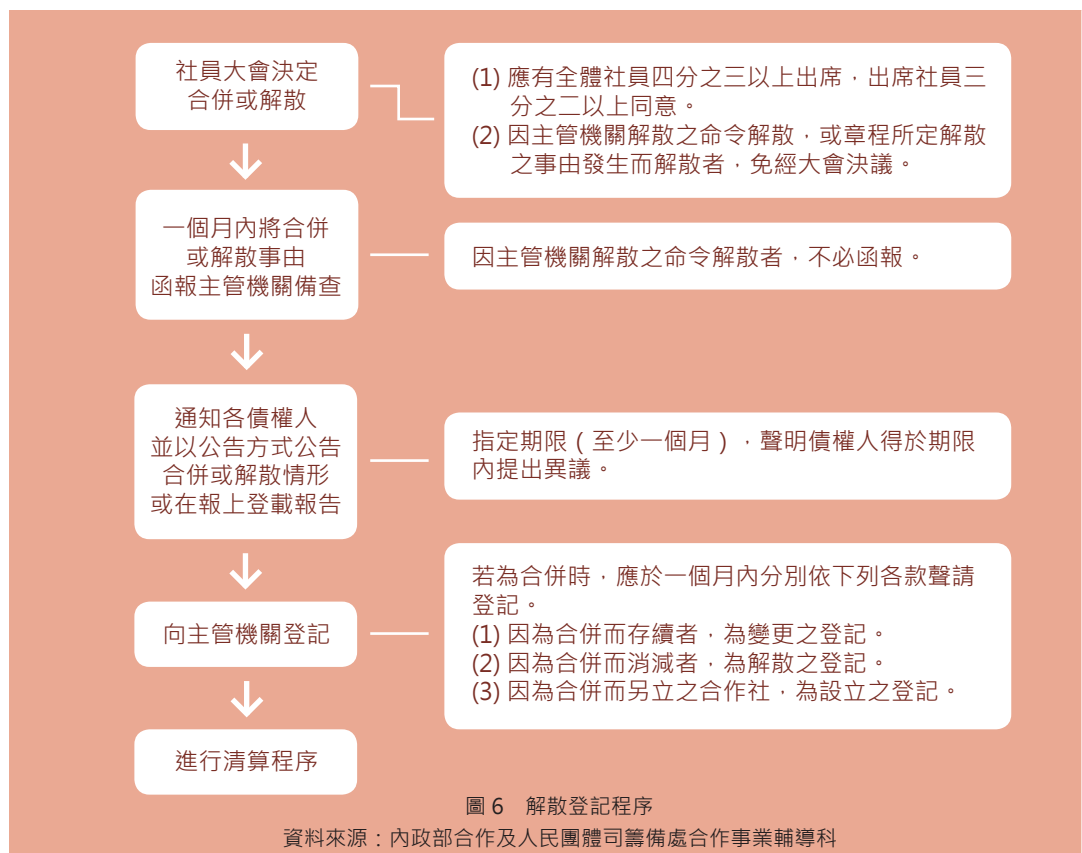 社員大會決定
合併或解散
(1) 應有全體社員四分之三以上出席，出席社員三
分之二以上同意。
(2) 因主管機關解散之命令解散，或章程所定解散
之事由發生而解散者，免經大會決議。
一個月內將合併
或解散事由
函報主管機關備查
因主管機關解散之命令解散者，不必函報。
通知各債權人
並以公告方式公告
合併或解散情形
或在報上登載報告
指定期限（至少一個月），聲明債權人得於期限
內提出異議。
向主管機關登記
若為合併時，應於一個月內分別依下列各款聲請
登記。
(1) 因為合併而存續者，為變更之登記。
(2) 因為合併而消減者，為解散之登記。
(3) 因為合併而另立之合作社，為設立之登記。
進行清算程序
圖 6　解散登記程序
資料來源：內政部合作及人民團體司籌備處合作事業輔導科